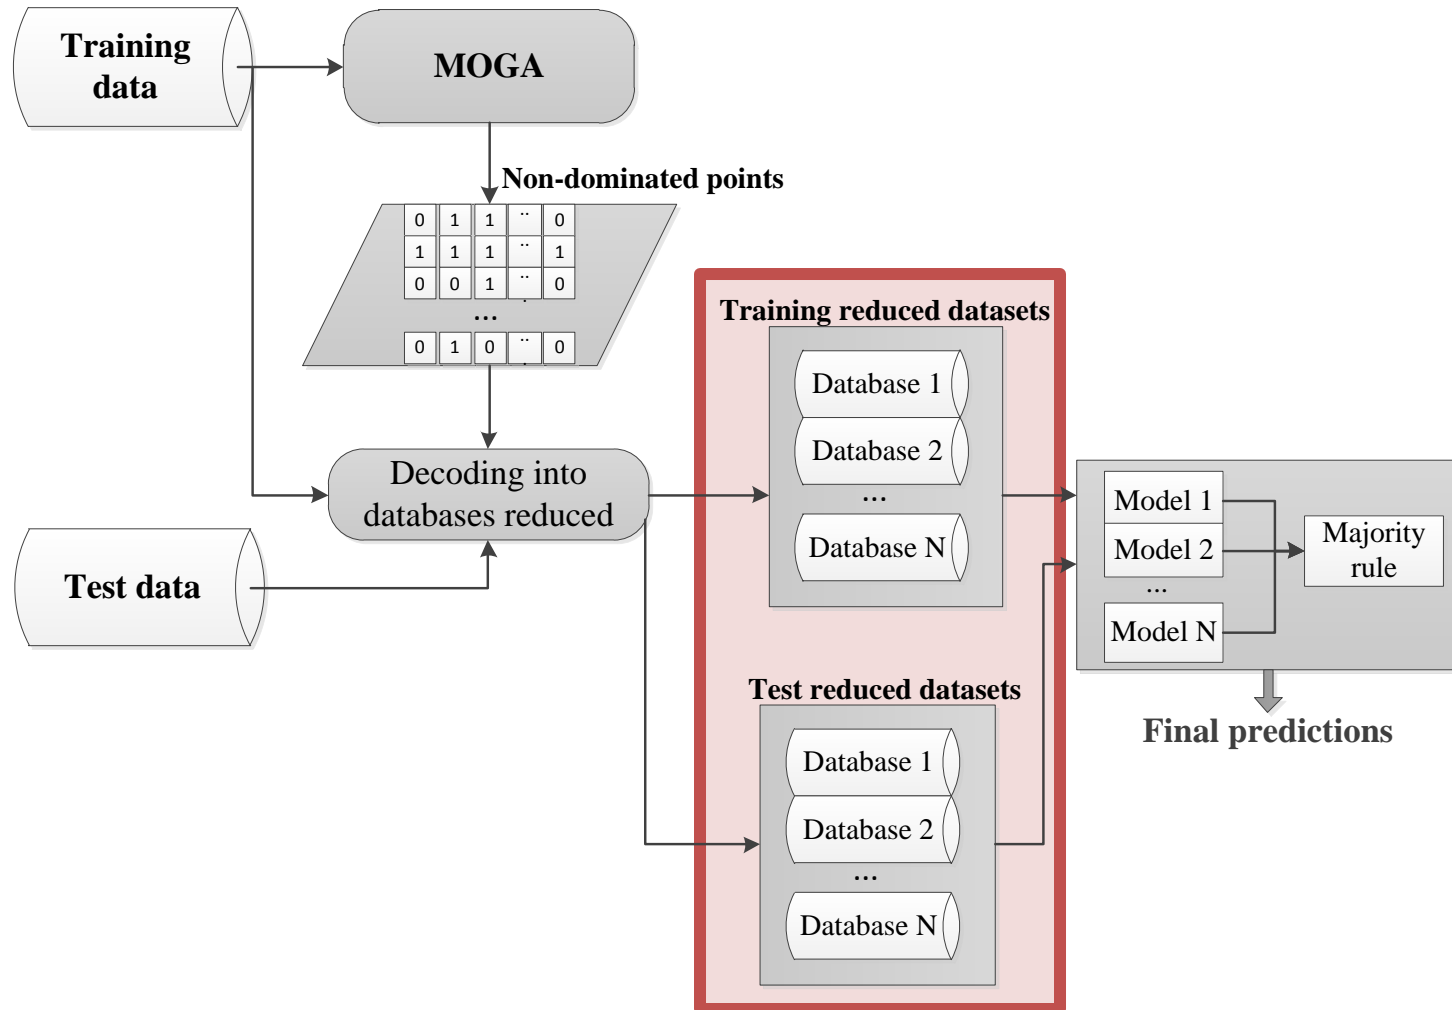 Training
data
MOGA
Non-dominated points
0 1 1 .. 0
1 1 1 .. 1
0 0 1 .. 0
...
0 1 0 .. 0
Decoding into
databases reduced
Test data
Training reduced datasets
Database 1
Database 2
...
Database N
Test reduced datasets
Database 1
Database 2
...
Database N
Model 1
Model 2
...
Model N
Majority
rule
Final predictions